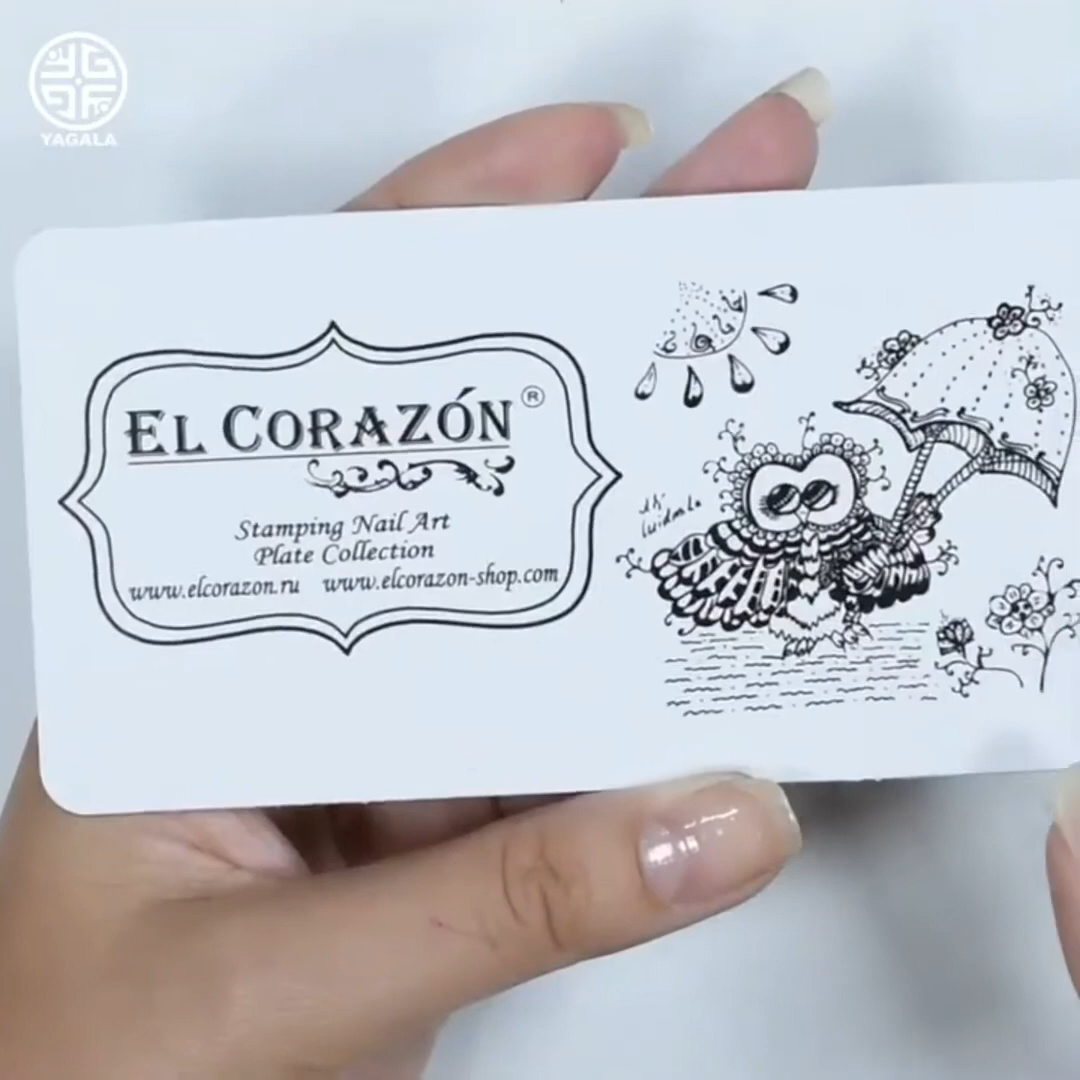 YAGALA
EL CORAZÓN®
Stamping Nail Art
Plate Collection
www.elcorazon.ru www.elcorazon-shop.com